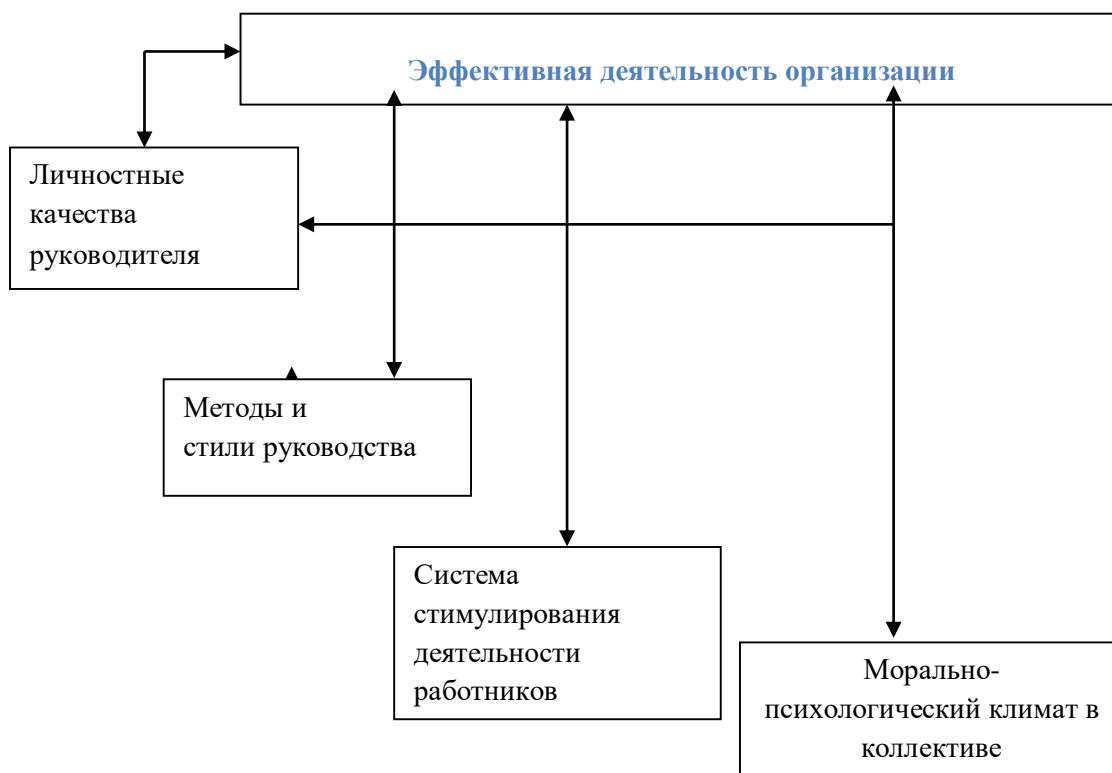 Эффективная деятельность организации
Личностные
качества
руководителя
Методы и
стили руководства
Система
стимулирования
деятельности
работников
Морально-
психологический климат в
коллективе